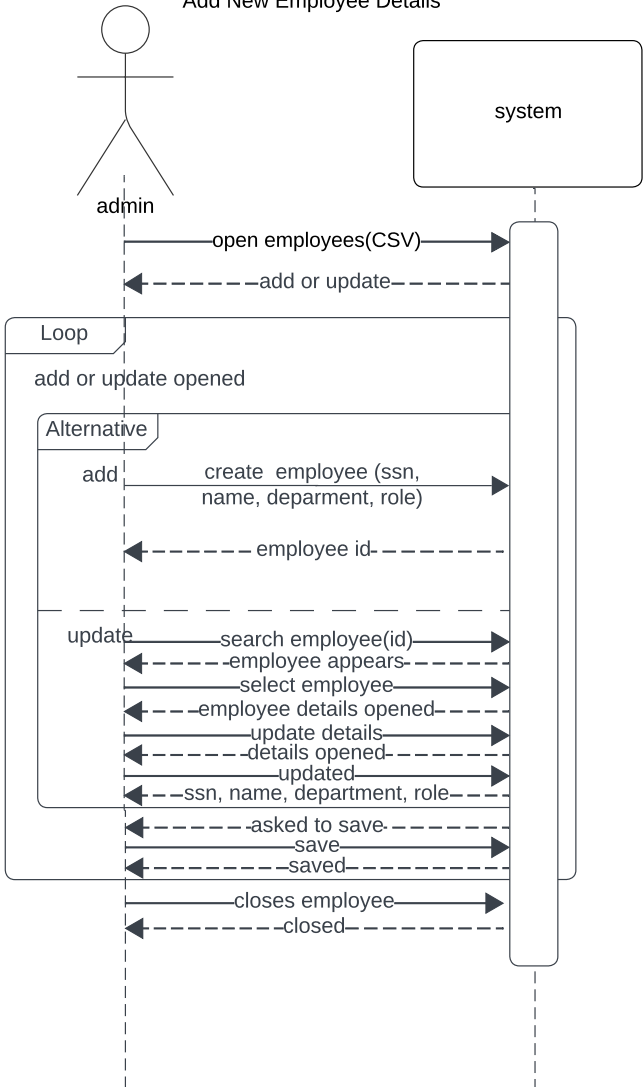 Add New Employee Details
system
admin
open employees(CSV)
add or update
Loop
add or update opened
Alternative
add
create  employee (ssn,
name, deparment, role)
employee id
update
search employee(id)
employee appears
select employee
employee details opened
update details
details opened
updated
ssn, name, department, role
asked to save
save
saved
closes employee
closed